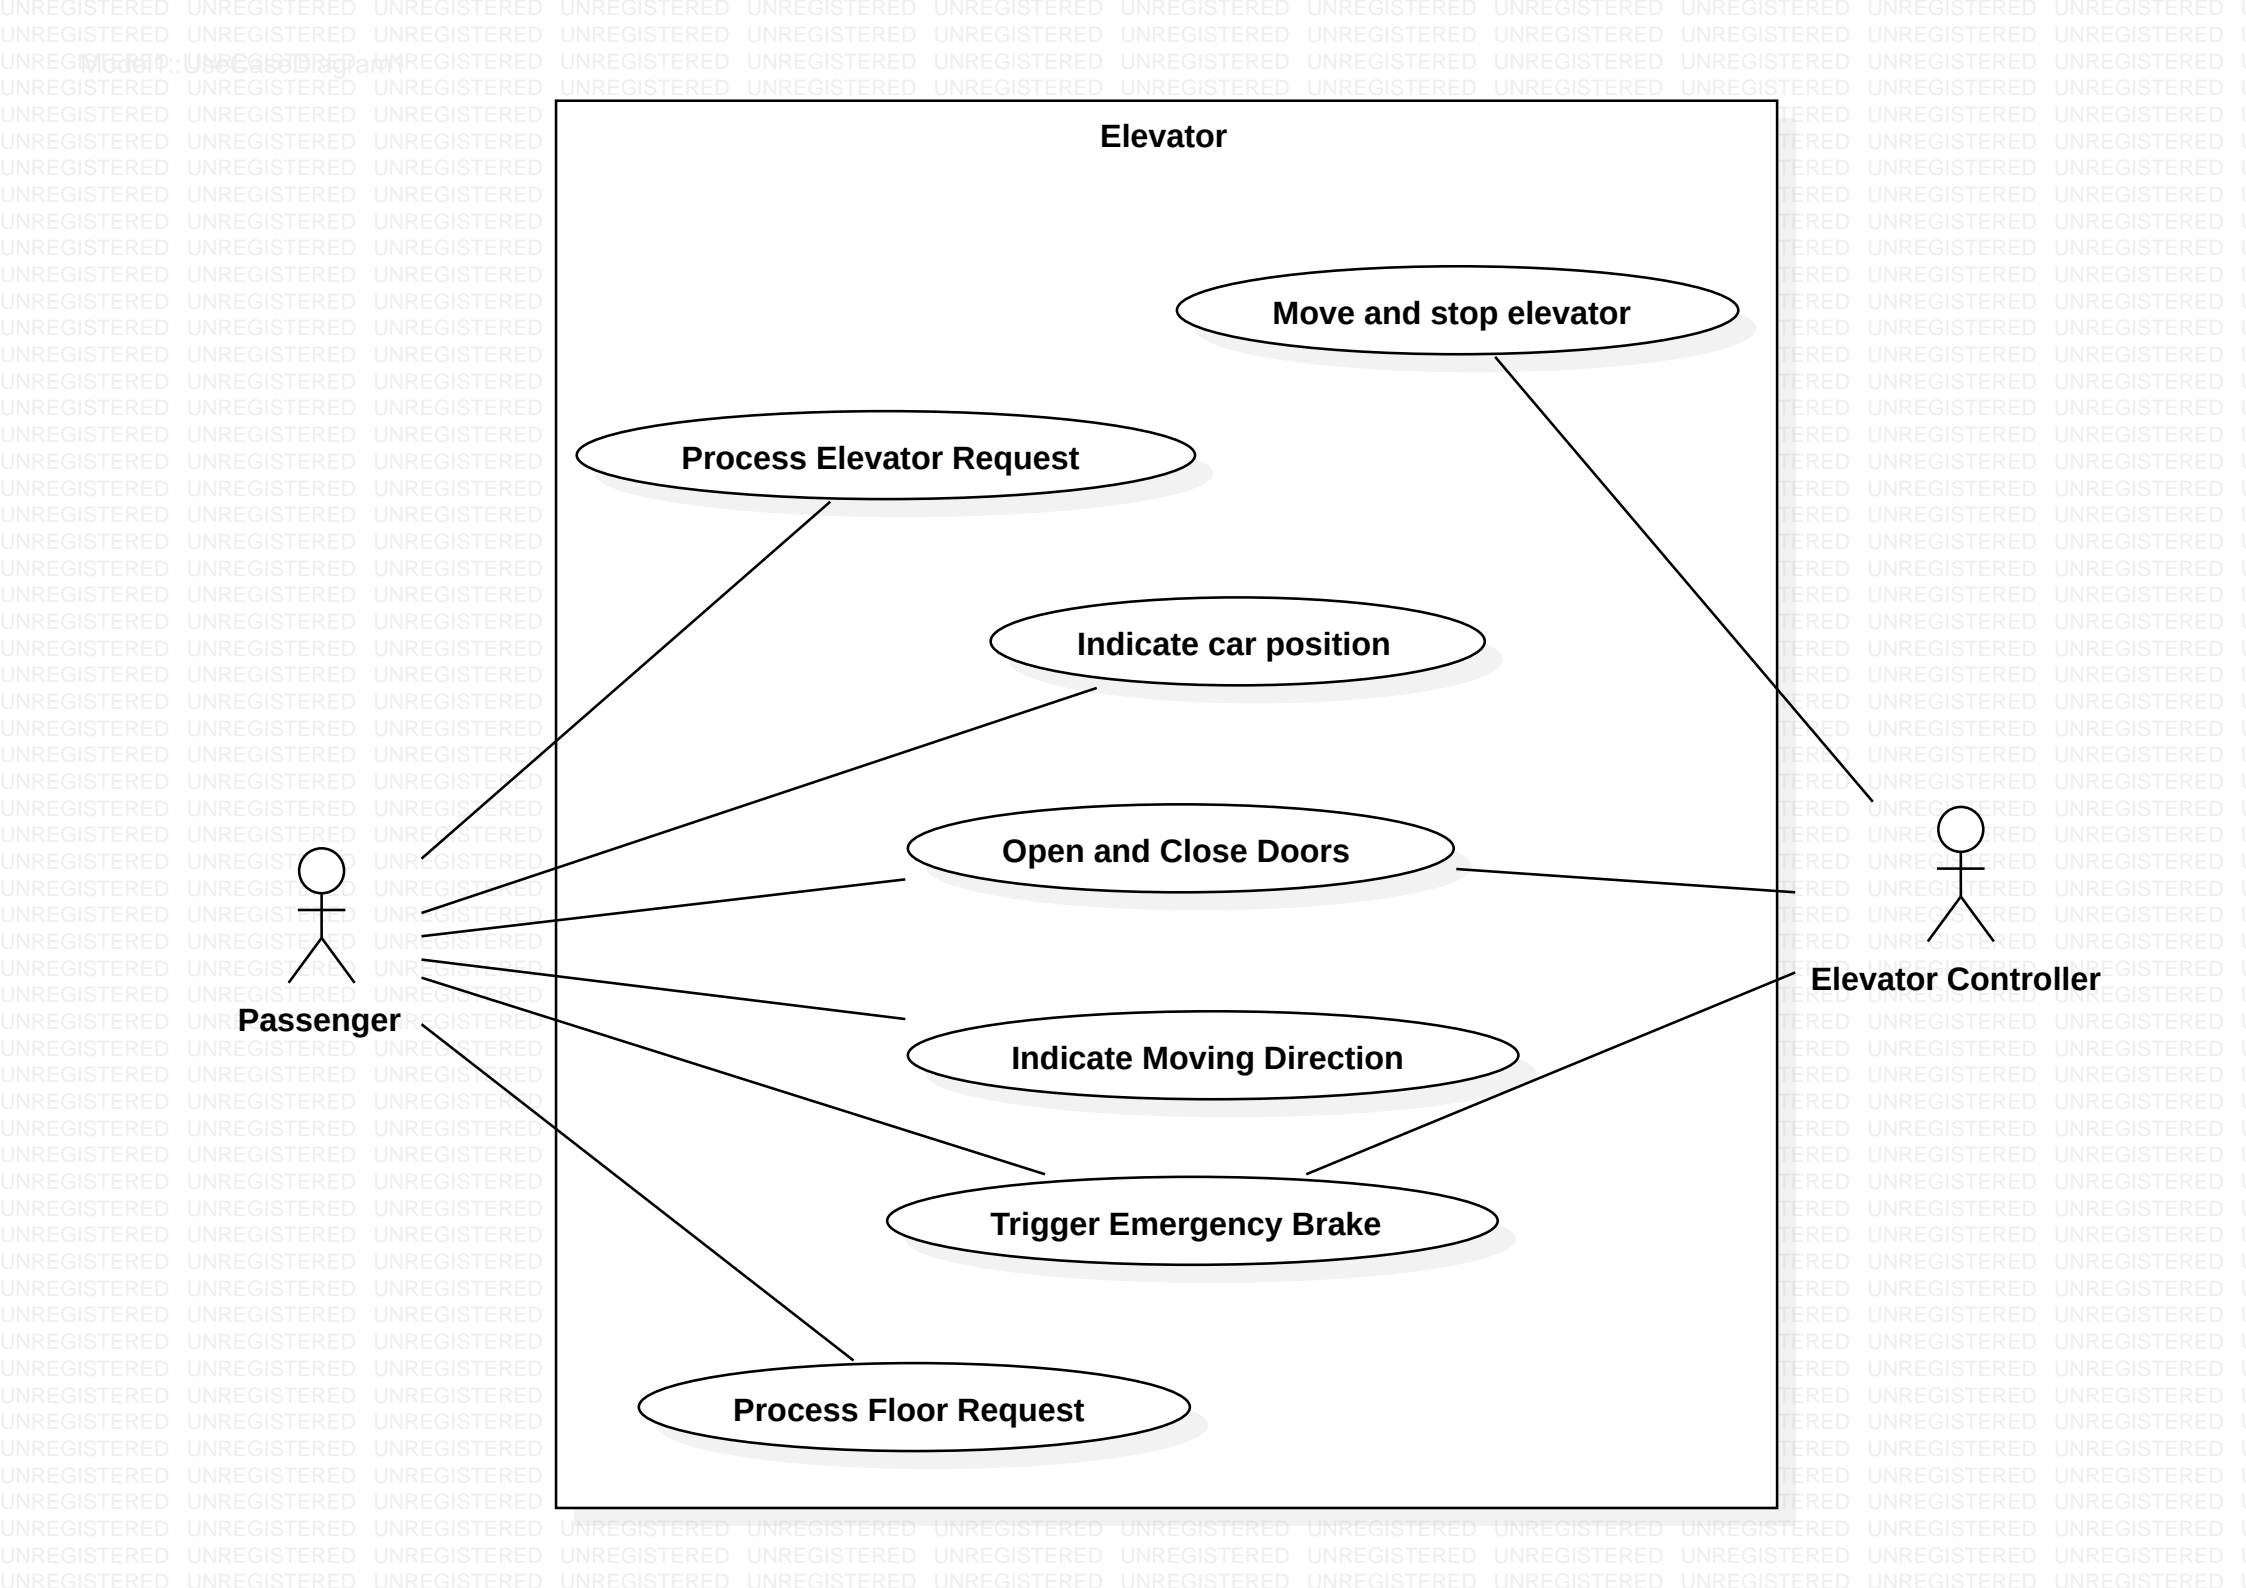 Model1::UseCaseDiagram1
Elevator
Move and stop elevator
Process Elevator Request
Indicate car position
Open and Close Doors
Elevator Controller
Passenger
Indicate Moving Direction
Trigger Emergency Brake
Process Floor Request
UNREGISTERED